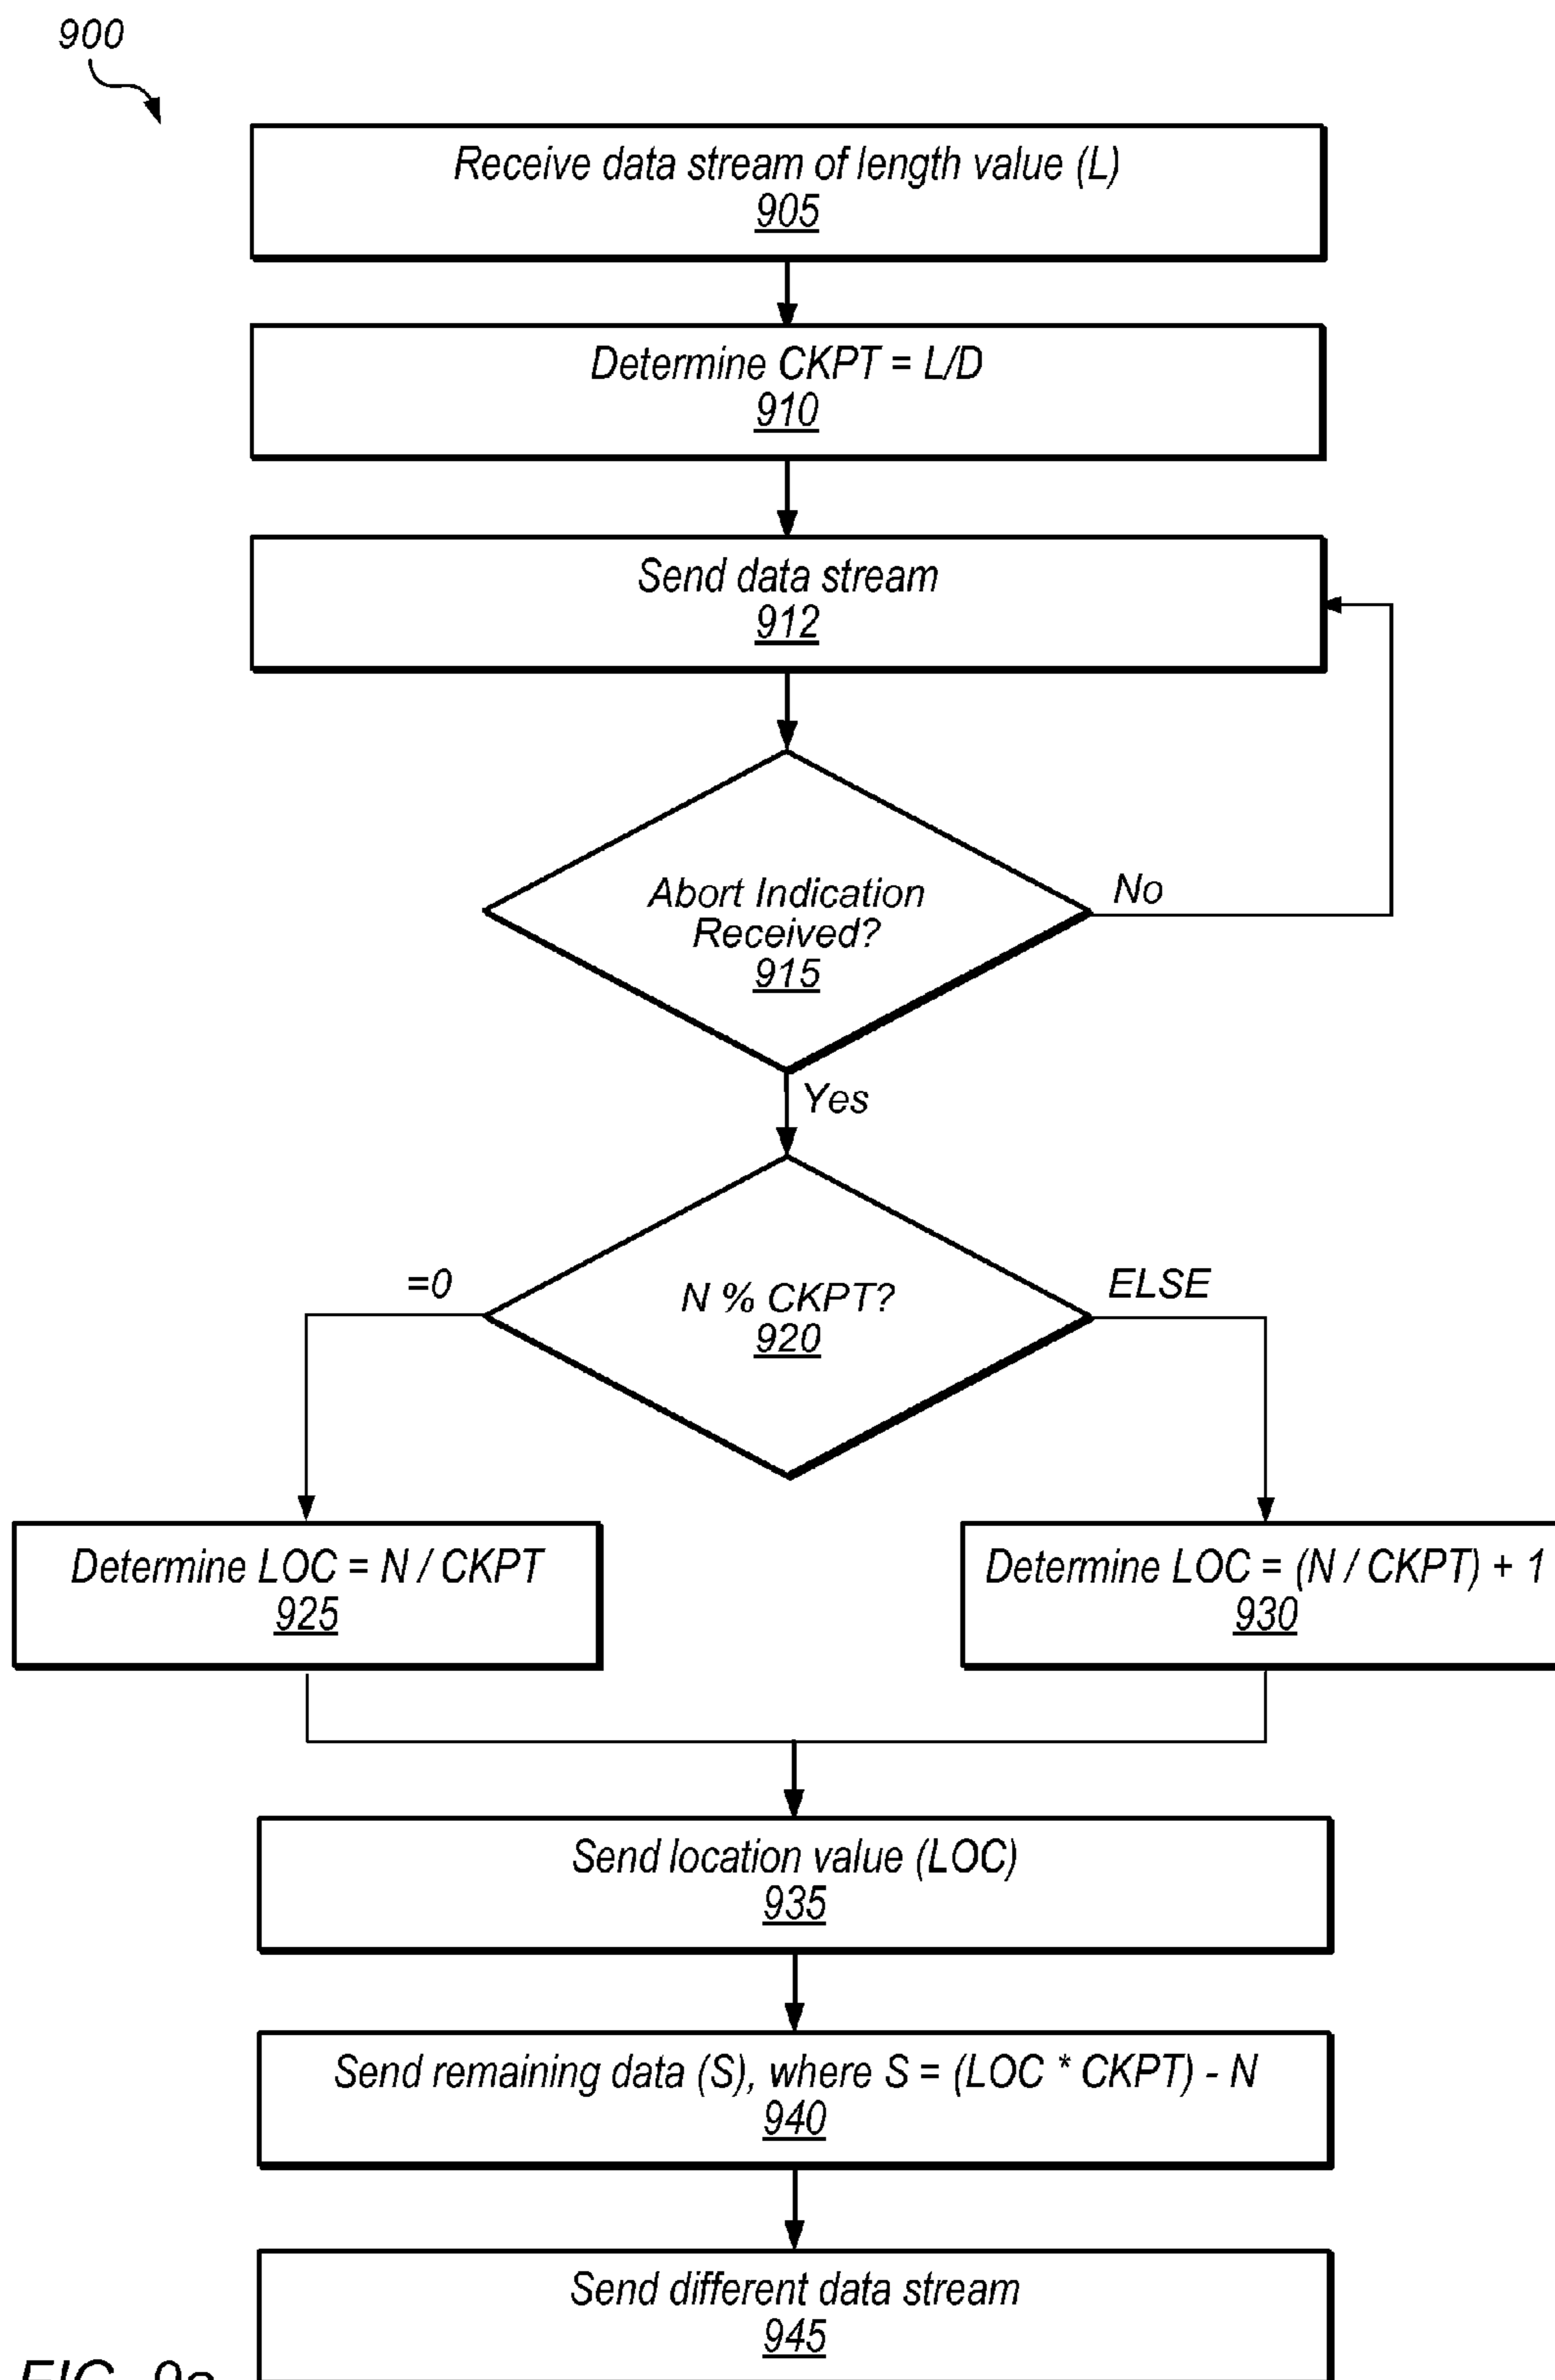 900
Receive data stream of length value (L)
905
Determine CKPT = L/D
910
Send data stream
912
Abort Indication
Received?
915
No
Yes
N % CKPT?
920
=0
ELSE
Determine LOC = N / CKPT
925
Determine LOC = (N / CKPT) + 1
930
Send location value (LOC)
935
Send remaining data (S), where S = (LOC * CKPT) - N
940
Send different data stream
945
FIG. 9a